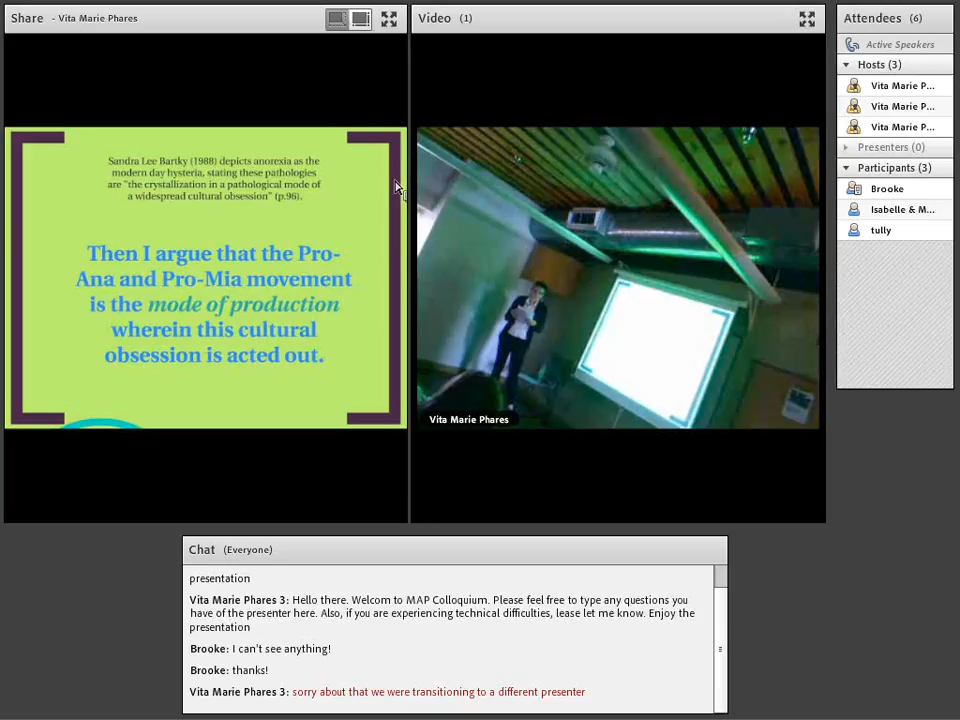 Share - Vita Marie Phares
Video (1)
Attendees (6)
Active Speakers
Hosts (3)
Vita Marie P...
Vita Marie P...
Vita Marie P...
Presenters (0)
Participants (3)
Brooke
Isabelle & M...
tully
Sandra Lee Bartky (1988) depicts anorexia as the
modern day hysteria, stating these pathologies
are "the crystallization in a pathological mode of
a widespread cultural obsession" (p.96).
Then I argue that the Pro-
Ana and Pro-Mia movement
is the mode of production
wherein this cultural
obsession is acted out.
Vita Marie Phares
Chat (Everyone)
presentation
Vita Marie Phares 3: Hello there. Welcom to MAP Colloquium. Please feel free to type any questions you
have of the presenter here. Also, if you are experiencing technical difficulties, lease let me know. Enjoy the
presentation
Brooke: I can't see anything!
Brooke: thanks!
Vita Marie Phares 3: sorry about that we were transitioning to a different presenter